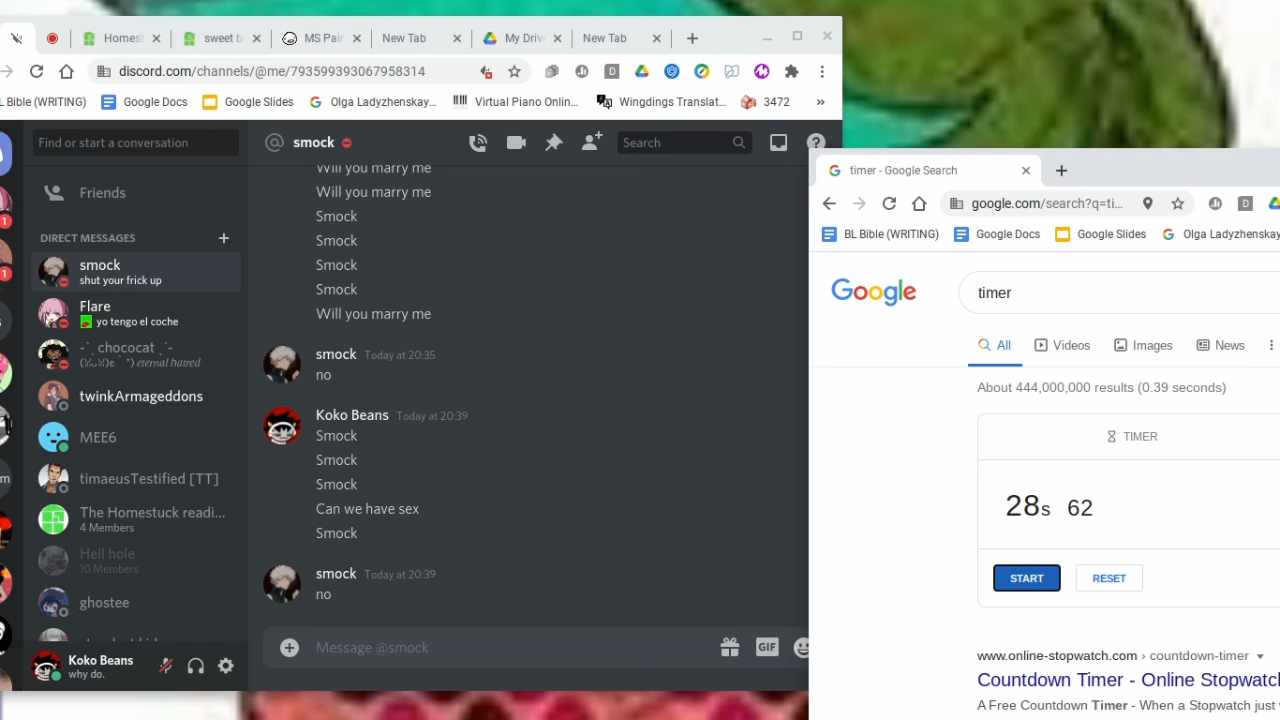 Homest
sweet b
MS Pair
New Tab
My Driv
New Tab
discord.com/channels/@me/793599393067958314
BL Bible (WRITING)
Google Docs
Google Slides
Olga Ladyzhenskay...
Virtual Piano Onlin...
Wingdings Translat...
3472
»
Find or start a conversation
Friends
DIRECT MESSAGES
smock
shut your frick up
Flare
yo tengo el coche
chococat
eternal hatred
twinkArmageddons
MEE6
timaeusTestified [TT]
The Homestuck readi...
4 Members
Hell hole
10 Members
ghostee
Koko Beans
why do.
@ smock
Search
Will you marry me
Will you marry me
Smock
Smock
Smock
Smock
Will you marry me
smock Today at 20:35
no
Koko Beans Today at 20:39
Smock
Smock
Smock
Can we have sex
Smock
smock Today at 20:39
no
Message @smock
GIF
timer - Google Search
google.com/search?q=ti...
BL Bible (WRITING)
Google Docs
Google Slides
Olga Ladyzhenskay
Google
timer
All
Videos
Images
News
About 444,000,000 results (0.39 seconds)
TIMER
28s 62
START
RESET
www.online-stopwatch.com › countdown-timer
Countdown Timer - Online Stopwatch
A Free Countdown Timer - When a Stopwatch just